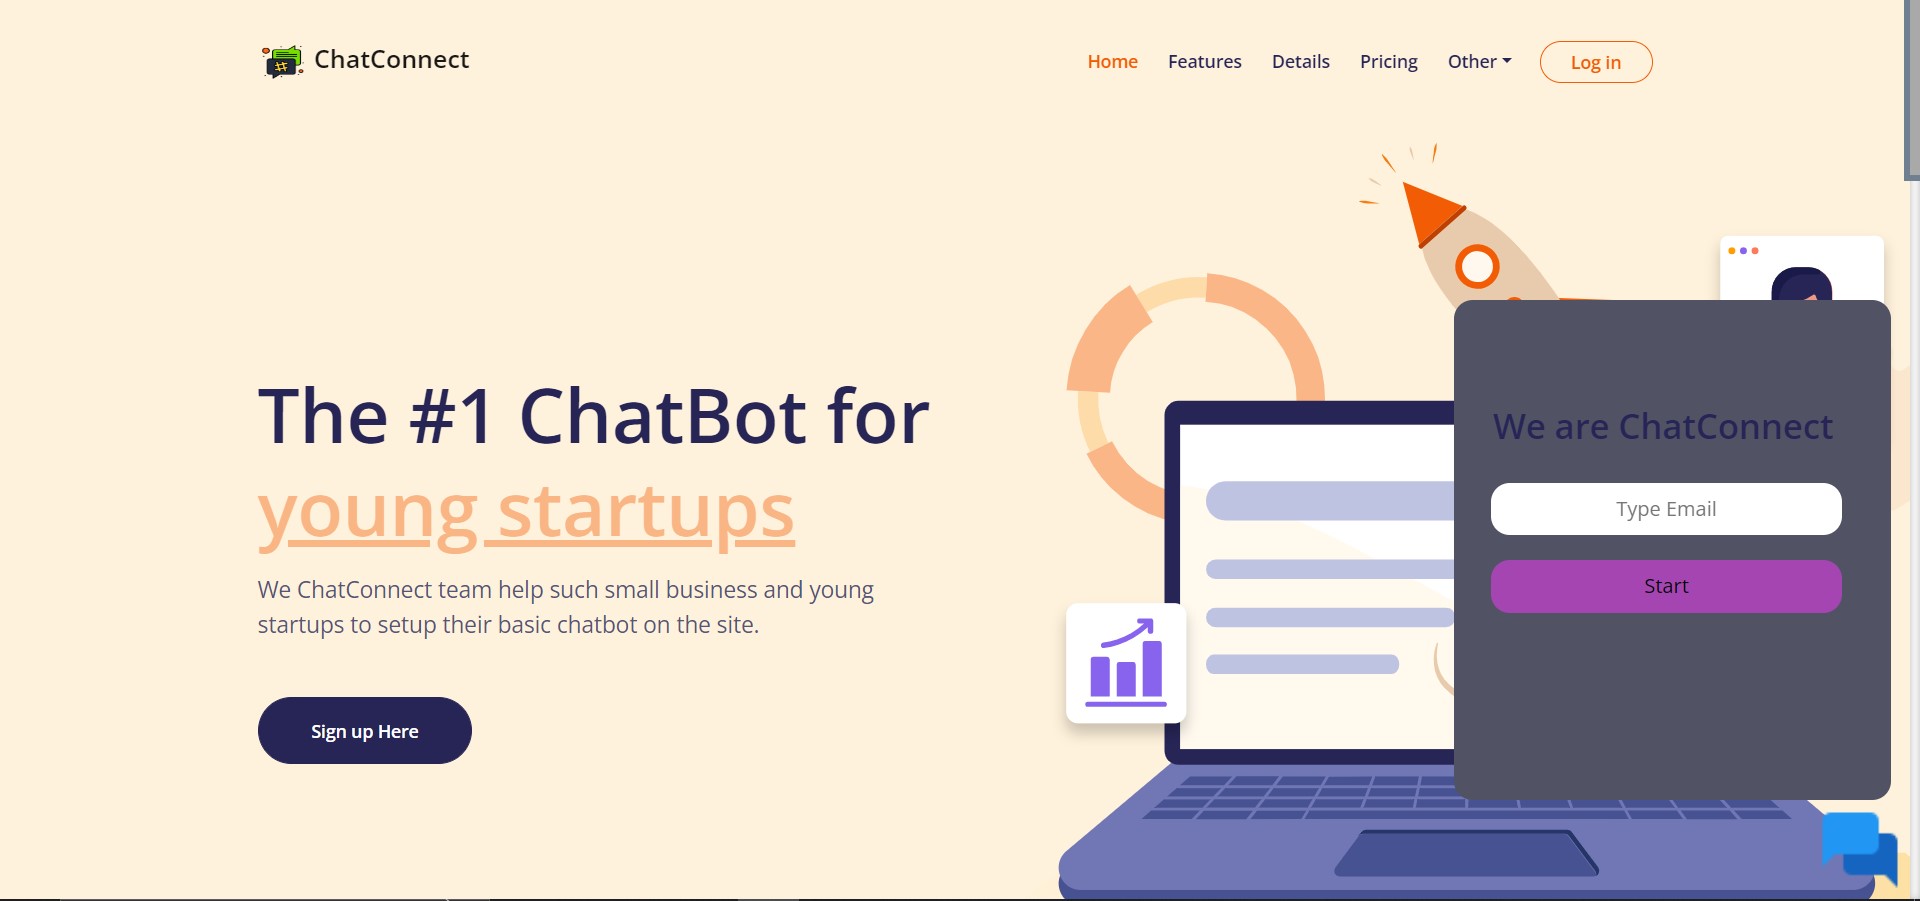 ChatConnect
Home
Features
Details
Pricing
Other
Log in
The #1 ChatBot for
young startups
We ChatConnect team help such small business and young
startups to setup their basic chatbot on the site.
Sign up Here
We are ChatConnect
Type Email
Start